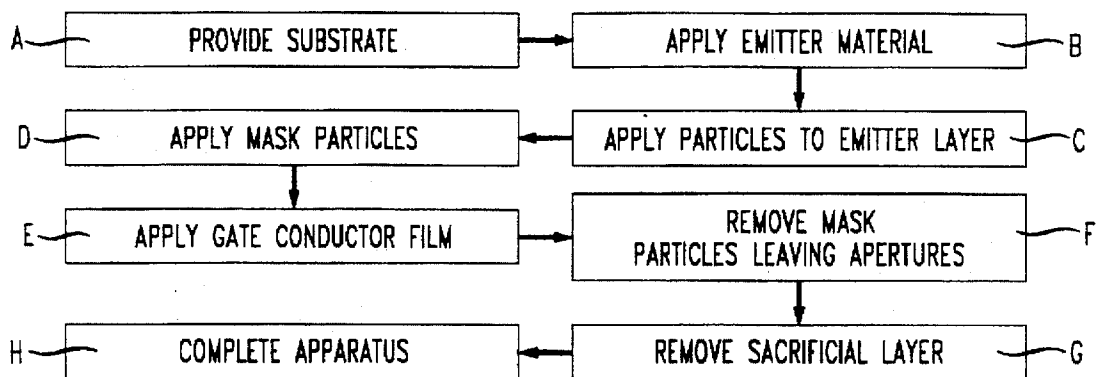 A
PROVIDE SUBSTRATE
APPLY EMITTER MATERIAL
B
D
APPLY MASK PARTICLES
APPLY PARTICLES TO EMITTER LAYER
C
E
APPLY GATE CONDUCTOR FILM
REMOVE MASK
PARTICLES LEAVING APERTURES
F
H
COMPLETE APPARATUS
REMOVE SACRIFICIAL LAYER
G